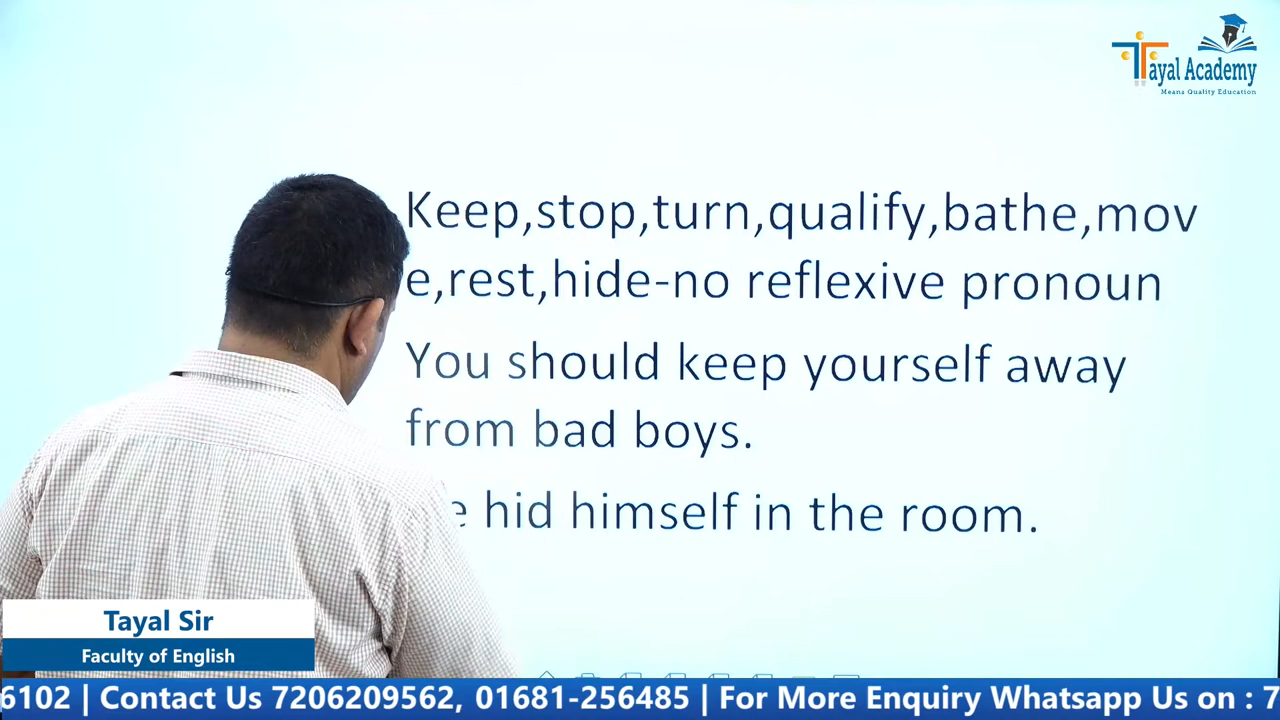 Tayal Academy
Means Quality Education
Keep,stop,turn,qualify,bathe,mov
e,rest,hide-no reflexive pronoun
You should keep yourself away
from bad boys.
hid himself in the room.
Tayal Sir
Faculty of English
6102 | Contact Us 7206209562, 01681-256485 | For More Enquiry Whatsapp Us on : 7